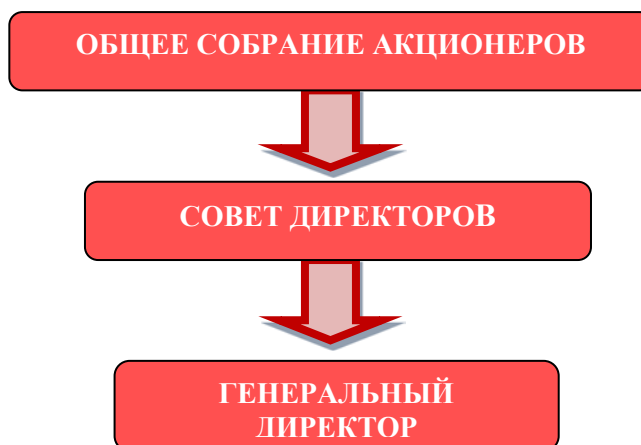 ОБЩЕЕ СОБРАНИЕ АКЦИОНЕРОВ
СОВЕТ ДИРЕКТОРОВ
ГЕНЕРАЛЬНЫЙ
ДИРЕКТОР